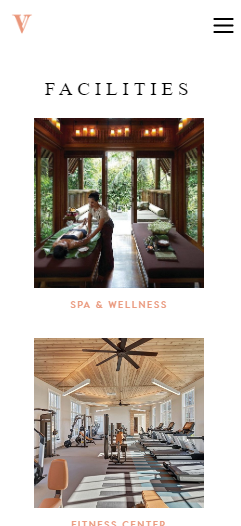 V
FACILITIES
SPA & WELLNESS
FITNESS CENTER